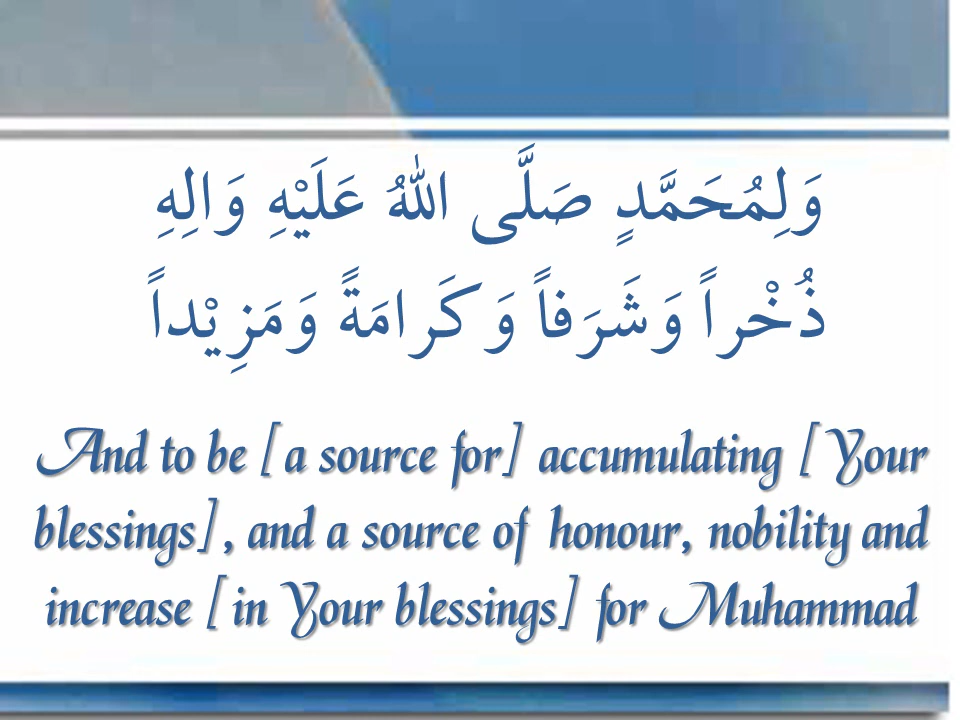 وَلِمُحَمَّدٍ صَلَّى اللهُ عَلَيْهِ وَالِهِ
ذُخْراً وَشَرَفاً وَ كَرامَةً وَ مَزِيْداً
And to be [a source for] accumulating [Your
blessings], and a source of honour, nobility and
increase [in Your blessings] for Muhammad